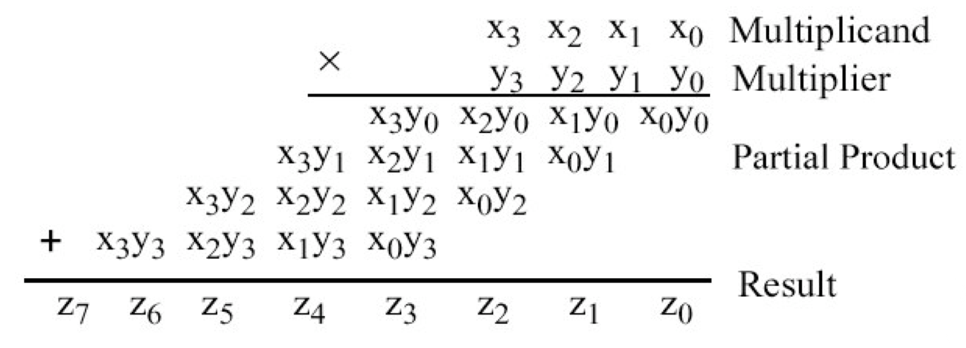 x₃ x₂ x₁ x₀ Multiplicand
× y₃ y₂ y₁ y₀ Multiplier
x₃y₀ x₂y₀ x₁y₀ x₀y₀
x₃y₁ x₂y₁ x₁y₁ x₀y₁ Partial Product
x₃y₂ x₂y₂ x₁y₂ x₀y₂
+ x₃y₃ x₂y₃ x₁y₃ x₀y₃
z₇ z₆ z₅ z₄ z₃ z₂ z₁ z₀ Result